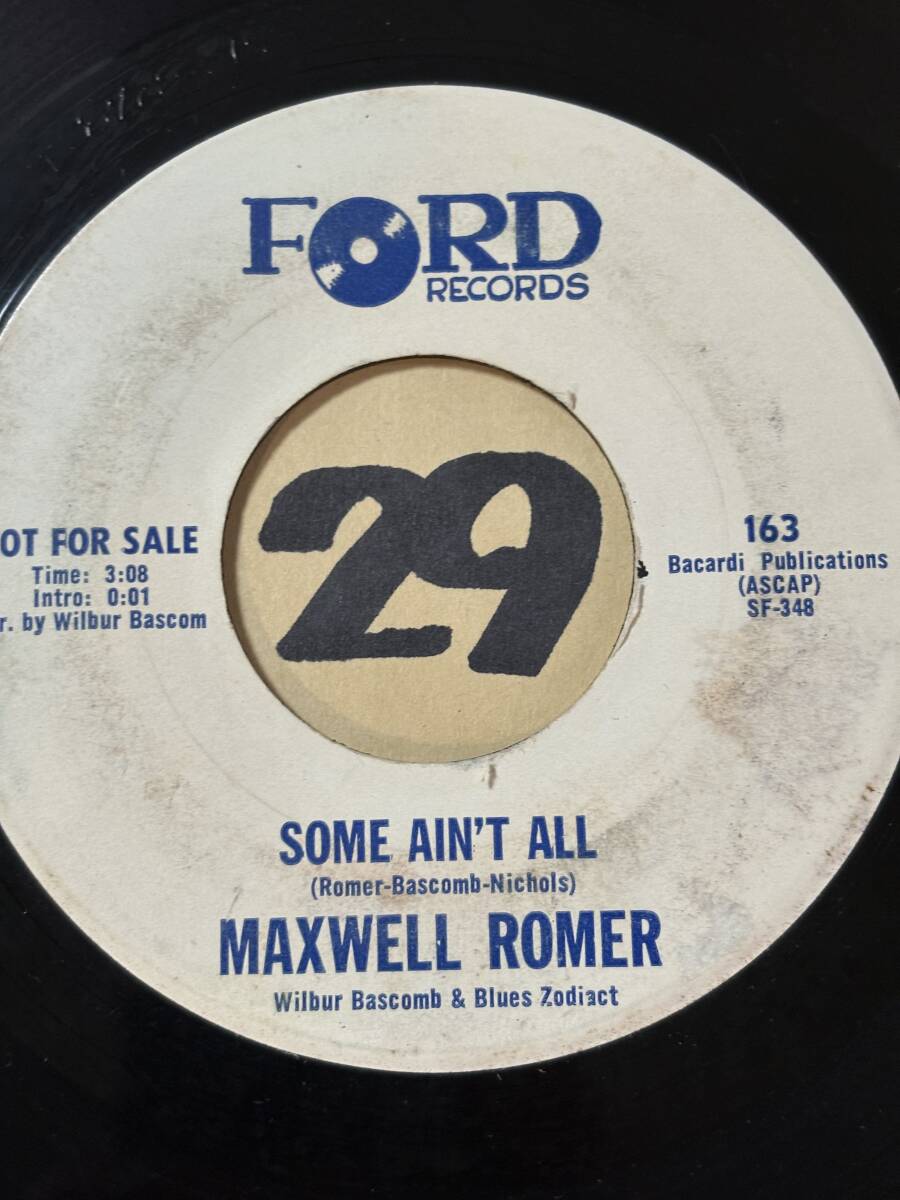 FORD
RECORDS
OT FOR SALE
Time: 3:08
Intro: 0:01
r. by Wilbur Bascom
163
Bacardi Publications
(ASCAP)
SF-348
29
SOME AIN'T ALL
(Romer-Bascomb-Nichols)
MAXWELL ROMER
Wilbur Bascomb & Blues Zodiact